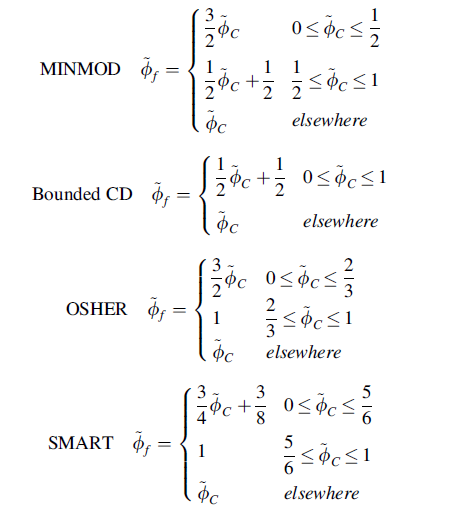 MINMOD φ̃_f = { 3/2 φ̃_C 0 ≤ φ̃_C ≤ 1/2
1/2 φ̃_C + 1/2 1/2 ≤ φ̃_C ≤ 1
φ̃_C elsewhere
Bounded CD φ̃_f = { 1/2 φ̃_C + 1/2 0 ≤ φ̃_C ≤ 1
φ̃_C elsewhere
OSHER φ̃_f = { 3/2 φ̃_C 0 ≤ φ̃_C ≤ 2/3
1 2/3 ≤ φ̃_C ≤ 1
φ̃_C elsewhere
SMART φ̃_f = { 3/4 φ̃_C + 3/8 0 ≤ φ̃_C ≤ 5/6
1 5/6 ≤ φ̃_C ≤ 1
φ̃_C elsewhere